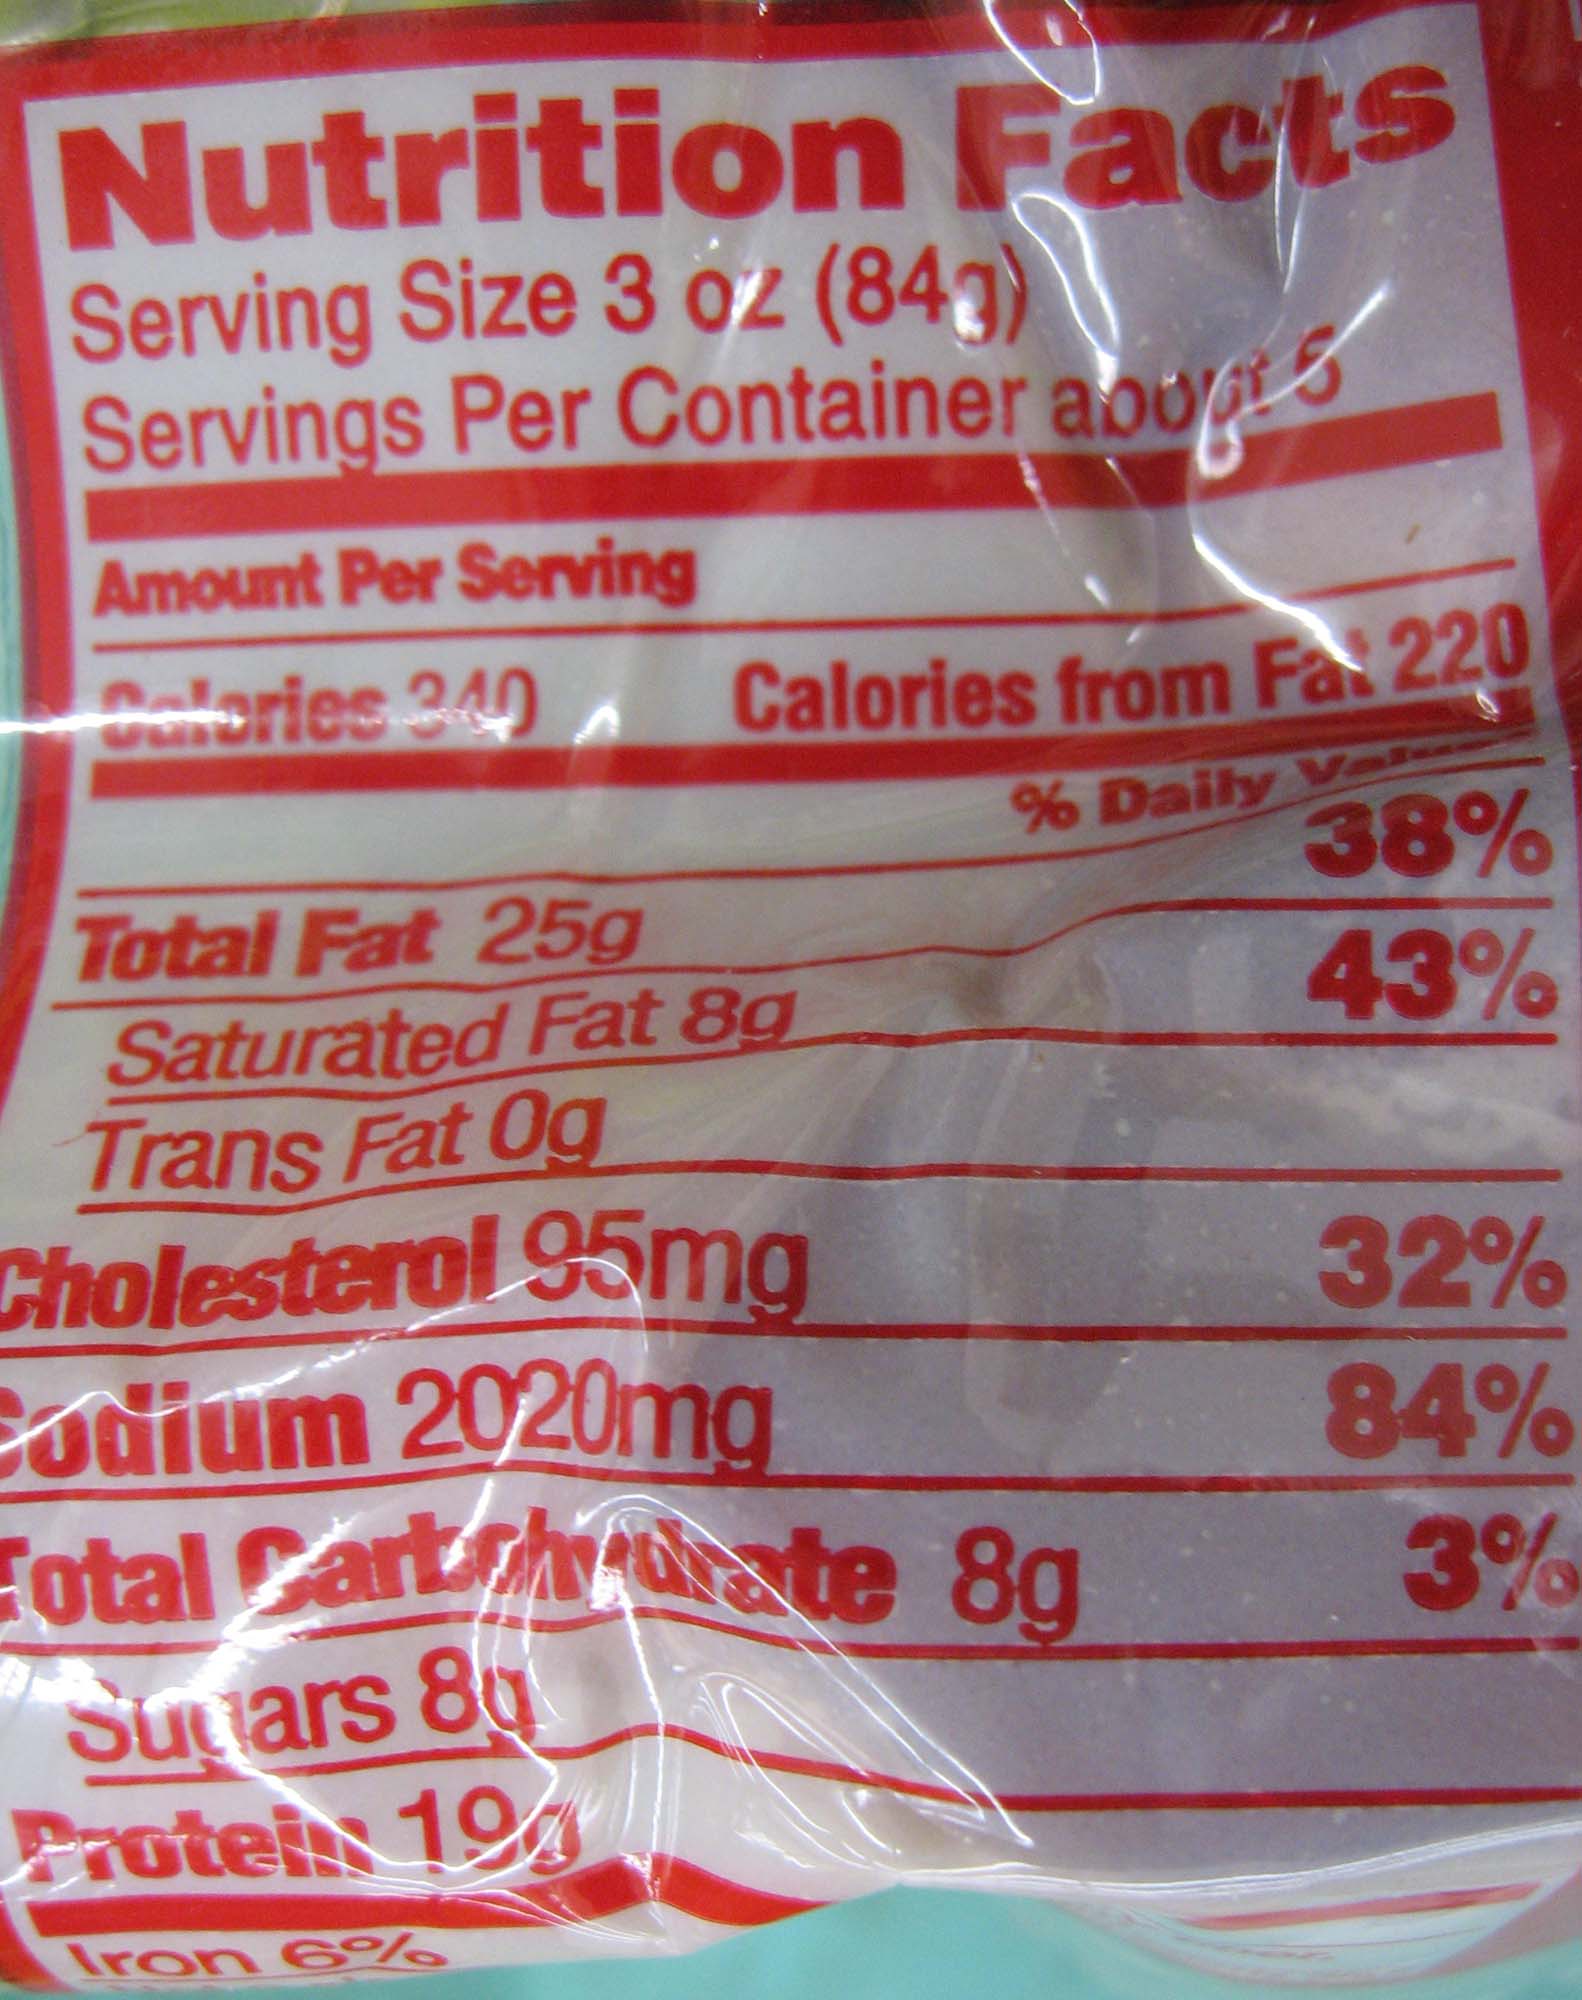 Nutrition Facts
Serving Size 3 oz (84g)
Servings Per Container about 5
Amount Per Serving
Calories 340 Calories from Fat 220
% Daily Value
Total Fat 25g 38%
Saturated Fat 8g 43%
Trans Fat 0g
Cholesterol 95mg 32%
Sodium 2020mg 84%
Total Carbohydrate 8g 3%
Sugars 8g
Protein 19g
Iron 6%